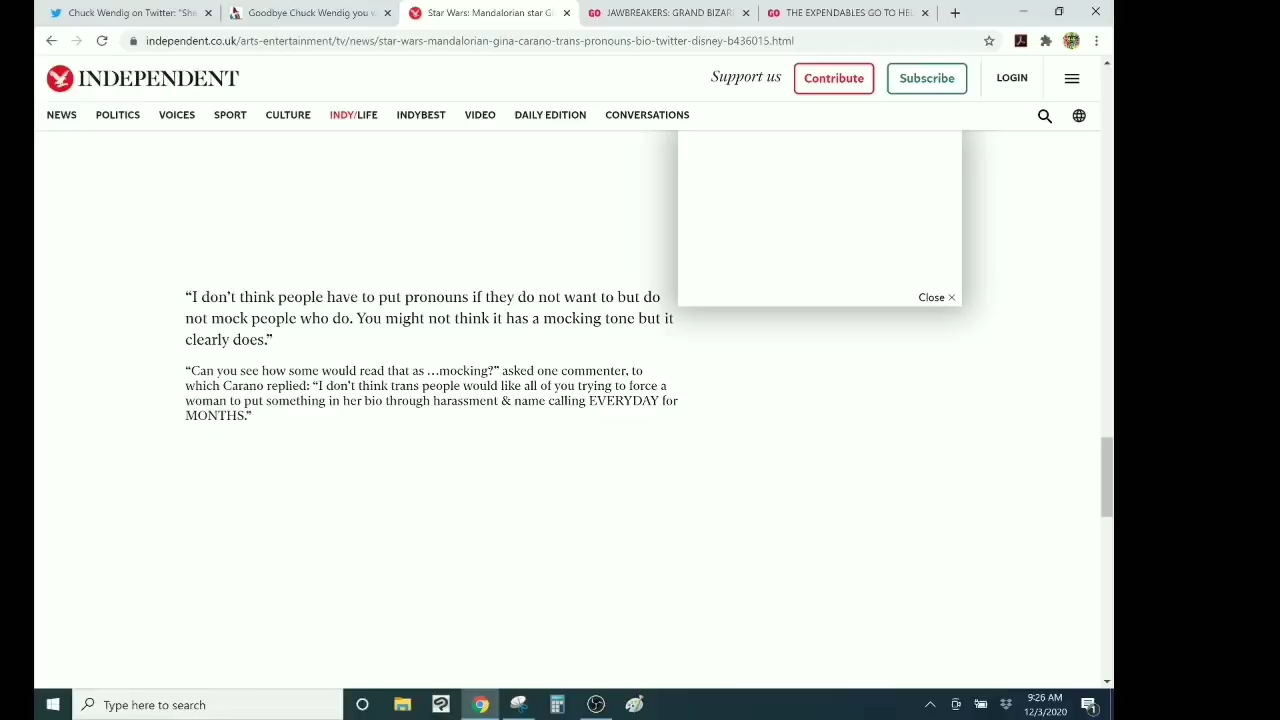 Chuck Wendig on Twitter: "She
Goodbye Chuck Wendig you w
Star Wars: Mandalorian star Gi
GO JAWBREAKERS: GRAND BIZAR
GO THE EXPENDABLES GO TO HEL
independent.co.uk/arts-entertainment/tv/news/star-wars-mandalorian-gina-carano-trans-pronouns-bio-twitter-disney-b436015.html
INDEPENDENT
Support us
Contribute
Subscribe
LOGIN
NEWS POLITICS VOICES SPORT CULTURE INDY/LIFE INDYBEST VIDEO DAILY EDITION CONVERSATIONS
Close ×
“I don’t think people have to put pronouns if they do not want to but do
not mock people who do. You might not think it has a mocking tone but it
clearly does.”
“Can you see how some would read that as …mocking?” asked one commenter, to
which Carano replied: “I don’t think trans people would like all of you trying to force a
woman to put something in her bio through harassment & name calling EVERYDAY for
MONTHS.”
Type here to search
9:26 AM
12/3/2020
1